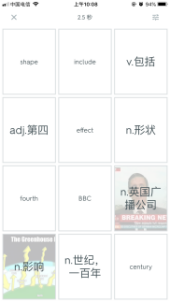 中国电信
上午10:08
94%
25 秒
shape
include
v.包括
adj.第四
effect
n.形状
fourth
BBC
n.英国广
播公司
BREAKING NE
The Greenhouse
n.影响
n.世纪,
一百年
century